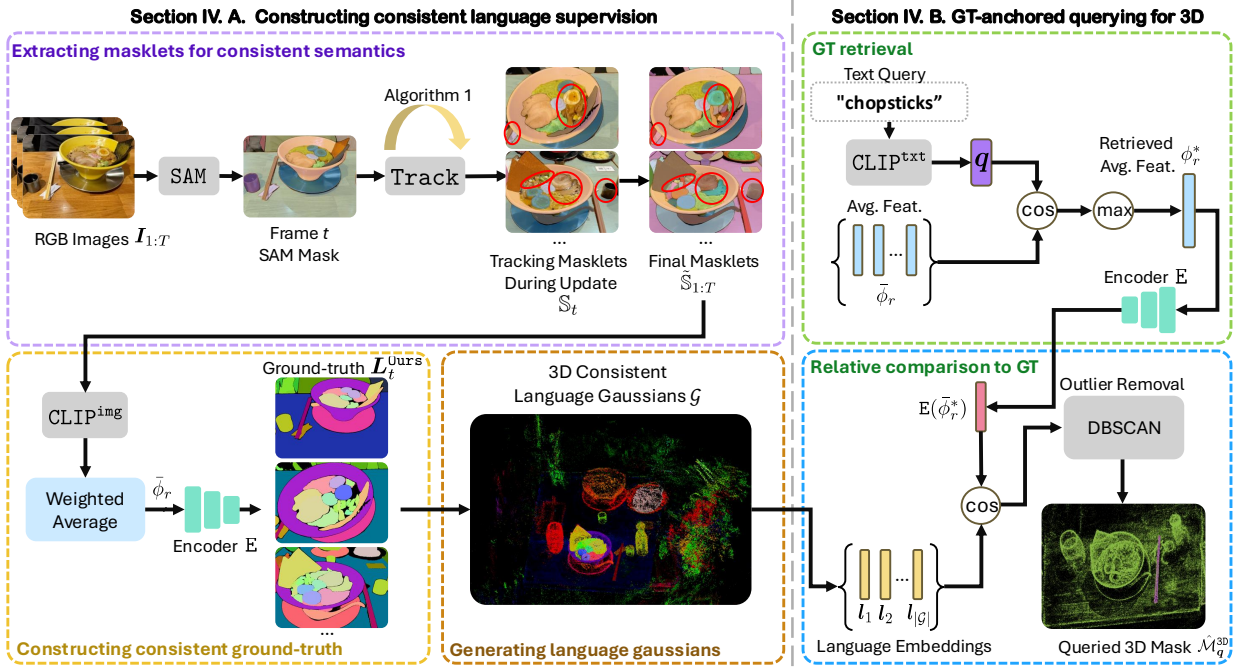 Section IV. A. Constructing consistent language supervision
Extracting masklets for consistent semantics
RGB Images I_{1:T}
SAM
Frame t
SAM Mask
Algorithm 1
Track
...
Tracking Masklets
During Update
𝕊_t
...
Final Masklets
𝕊̃_{1:T}
CLIP^{img}
Weighted
Average
ϕ̄_r
Encoder E
Ground-truth L_t^{Ours}
...
Constructing consistent ground-truth
3D Consistent
Language Gaussians 𝒢
Generating language gaussians
Section IV. B. GT-anchored querying for 3D
GT retrieval
Text Query
"chopsticks”
CLIP^{txt}
q
Avg. Feat.
...
ϕ̄_r
cos
max
Retrieved
Avg. Feat.
ϕ_r^*
Encoder E
Relative comparison to GT
E(ϕ̄_r^*)
cos
Outlier Removal
DBSCAN
...
l_1 l_2 l_{|𝒢|}
Language Embeddings
Queried 3D Mask ℳ̂_q^{3D}